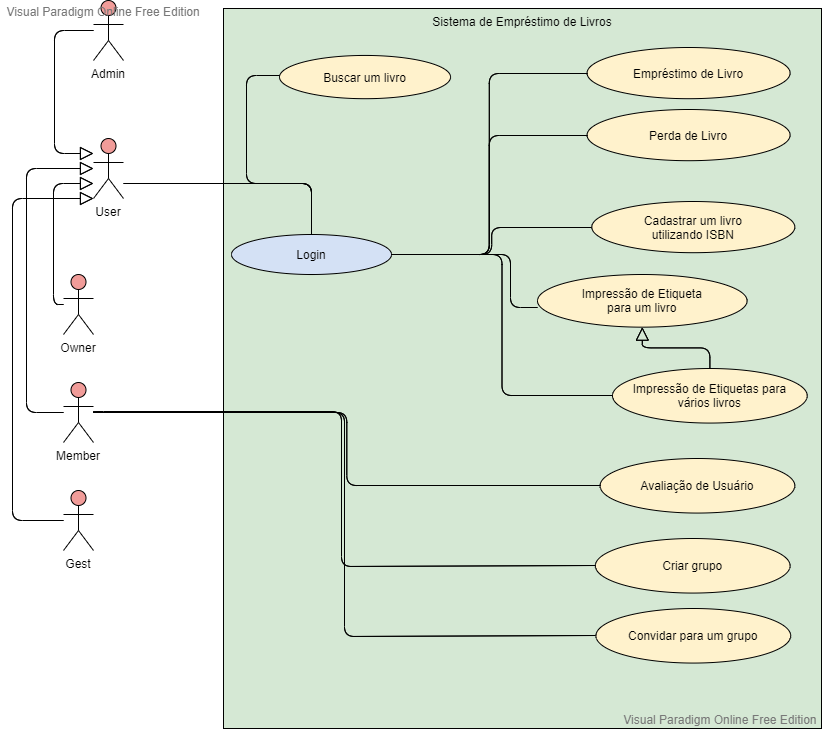 Visual Paradigm Online Free Edition
Sistema de Empréstimo de Livros
Admin
Buscar um livro
Empréstimo de Livro
Perda de Livro
User
Cadastrar um livro
utilizando ISBN
Login
Impressão de Etiqueta
para um livro
Owner
Impressão de Etiquetas para
vários livros
Member
Avaliação de Usuário
Gest
Criar grupo
Convidar para um grupo
Visual Paradigm Online Free Edition